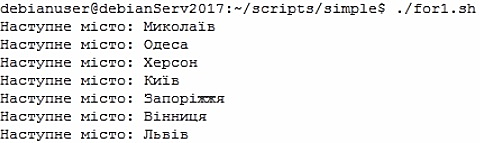 debianuser@debianServ2017:~/scripts/simple$ ./for1.sh
Наступне місто: Миколаїв
Наступне місто: Одеса
Наступне місто: Херсон
Наступне місто: Київ
Наступне місто: Запоріжжя
Наступне місто: Вінниця
Наступне місто: Львів